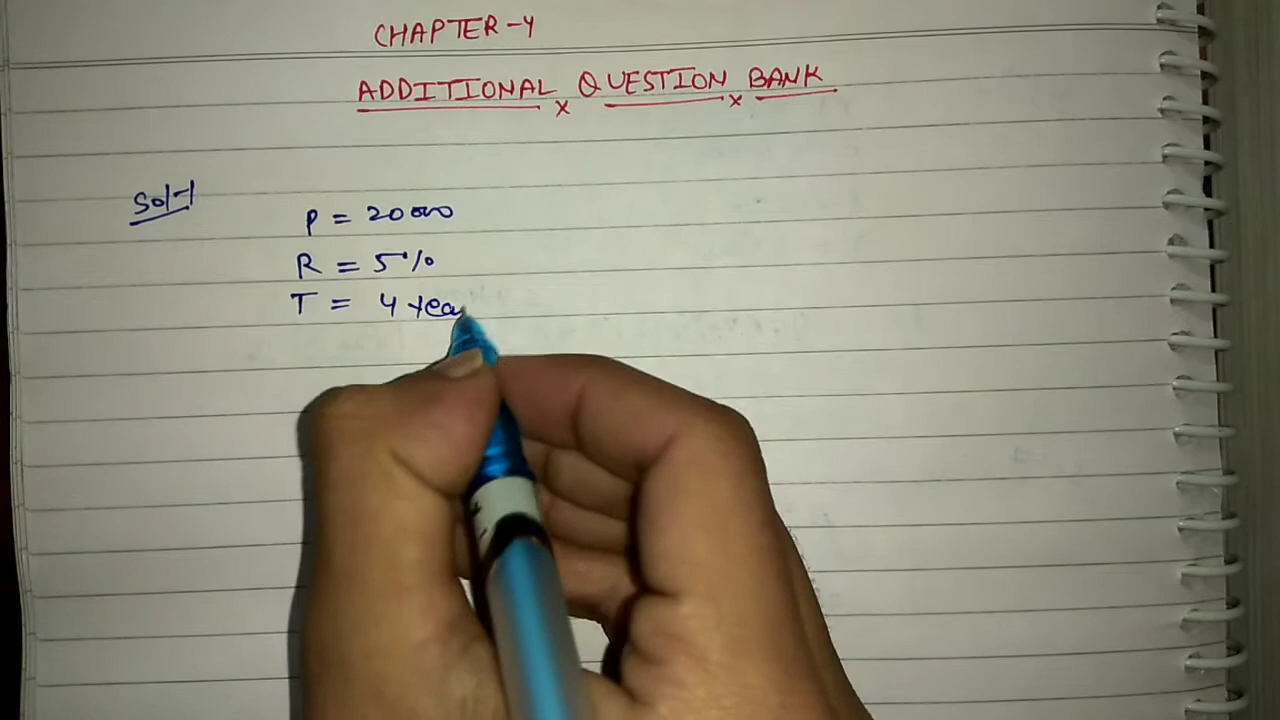 CHAPTER-4
ADDITIONAL x QUESTION x BANK
Sol-1
P = 20000
R = 5%
T = 4 yea